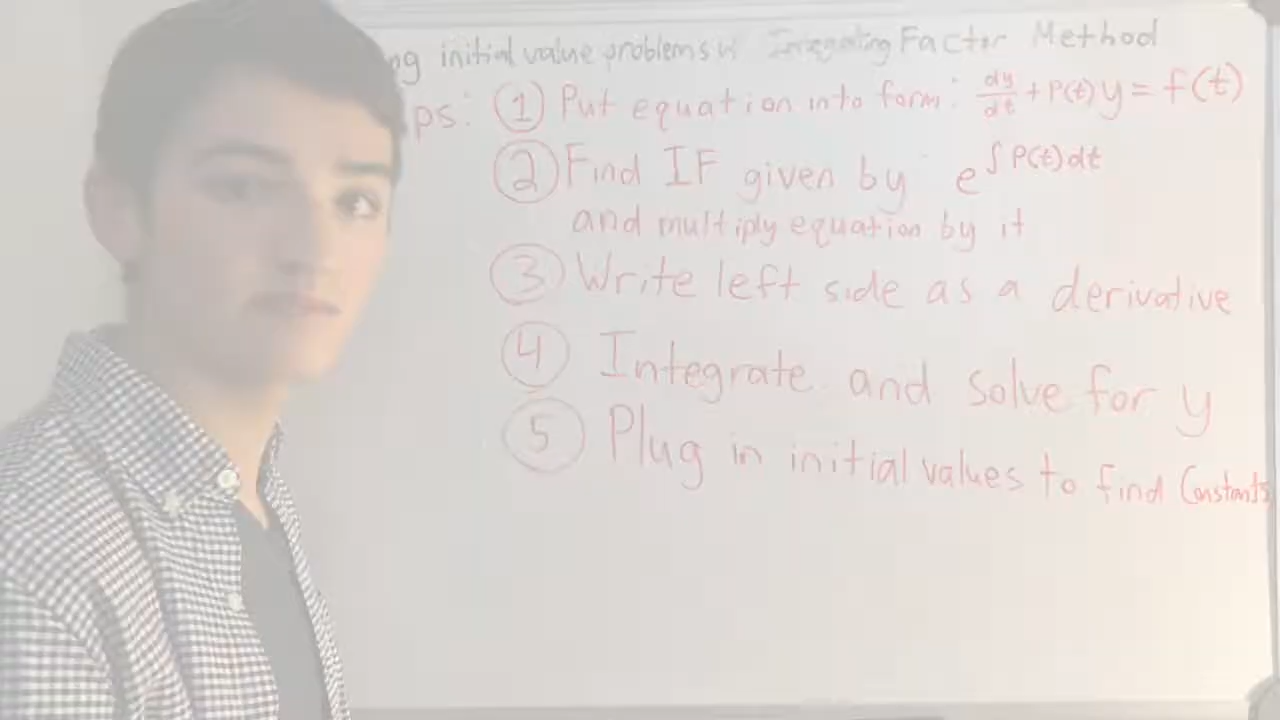 ng initial value problems w Integrating Factor Method
ps: ① Put equation into form: dy/dt + P(t)y = f(t)
② Find IF given by e^∫P(t)dt
and multiply equation by it
③ Write left side as a derivative
④ Integrate and solve for y
⑤ Plug in initial values to find Constants